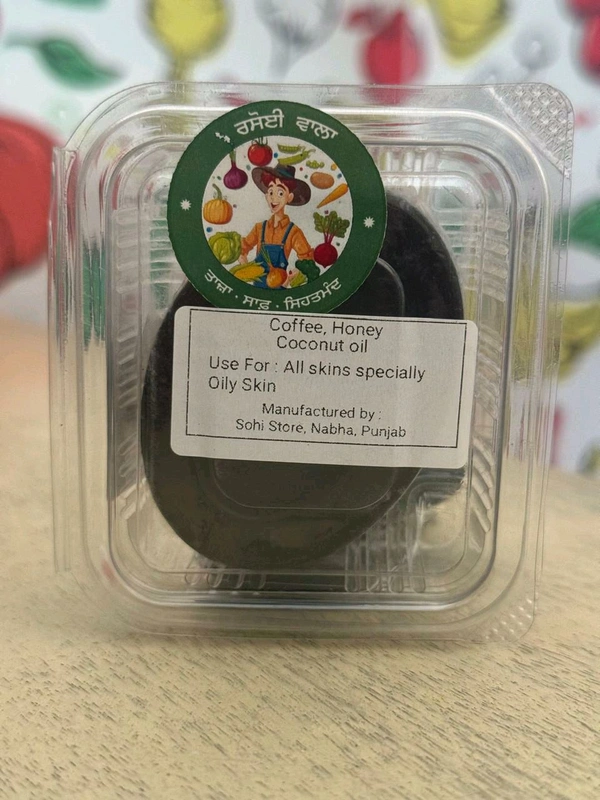 ਰਸੋਈ ਵਾਲਾ
ਤਾਜ਼ਾ · ਸਾਫ਼ · ਸਿਹਤਮੰਦ
Coffee, Honey
Coconut oil
Use For : All skins specially
Oily Skin
Manufactured by :
Sohi Store, Nabha, Punjab